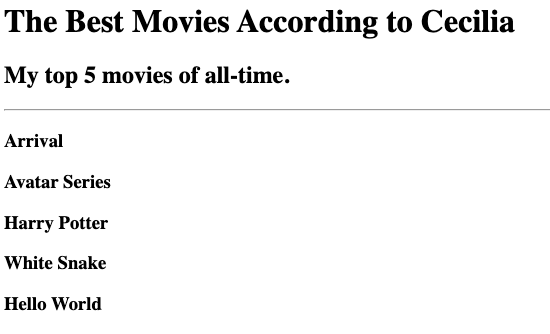 The Best Movies According to Cecilia
My top 5 movies of all-time.
Arrival
Avatar Series
Harry Potter
White Snake
Hello World